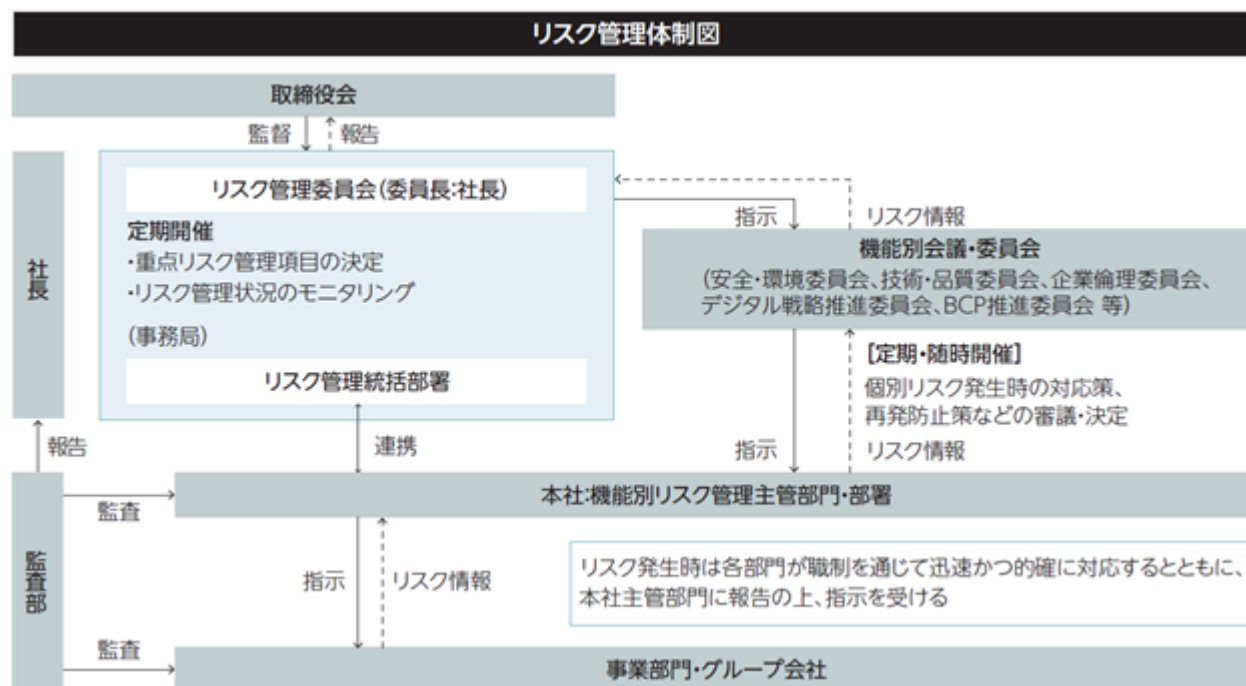 リスク管理体制図
取締役会
監督
報告
社長
リスク管理委員会(委員長:社長)
定期開催
・重点リスク管理項目の決定
・リスク管理状況のモニタリング
(事務局)
リスク管理統括部署
指示
リスク情報
機能別会議・委員会
(安全・環境委員会、技術・品質委員会、企業倫理委員会、
デジタル戦略推進委員会、BCP推進委員会 等)
[定期・随時開催]
個別リスク発生時の対応策、
再発防止策などの審議・決定
報告
連携
指示
リスク情報
監査部
監査
本社:機能別リスク管理主管部門・部署
指示
リスク情報
リスク発生時は各部門が職制を通じて迅速かつ的確に対応するとともに、
本社主管部門に報告の上、指示を受ける
監査
事業部門・グループ会社